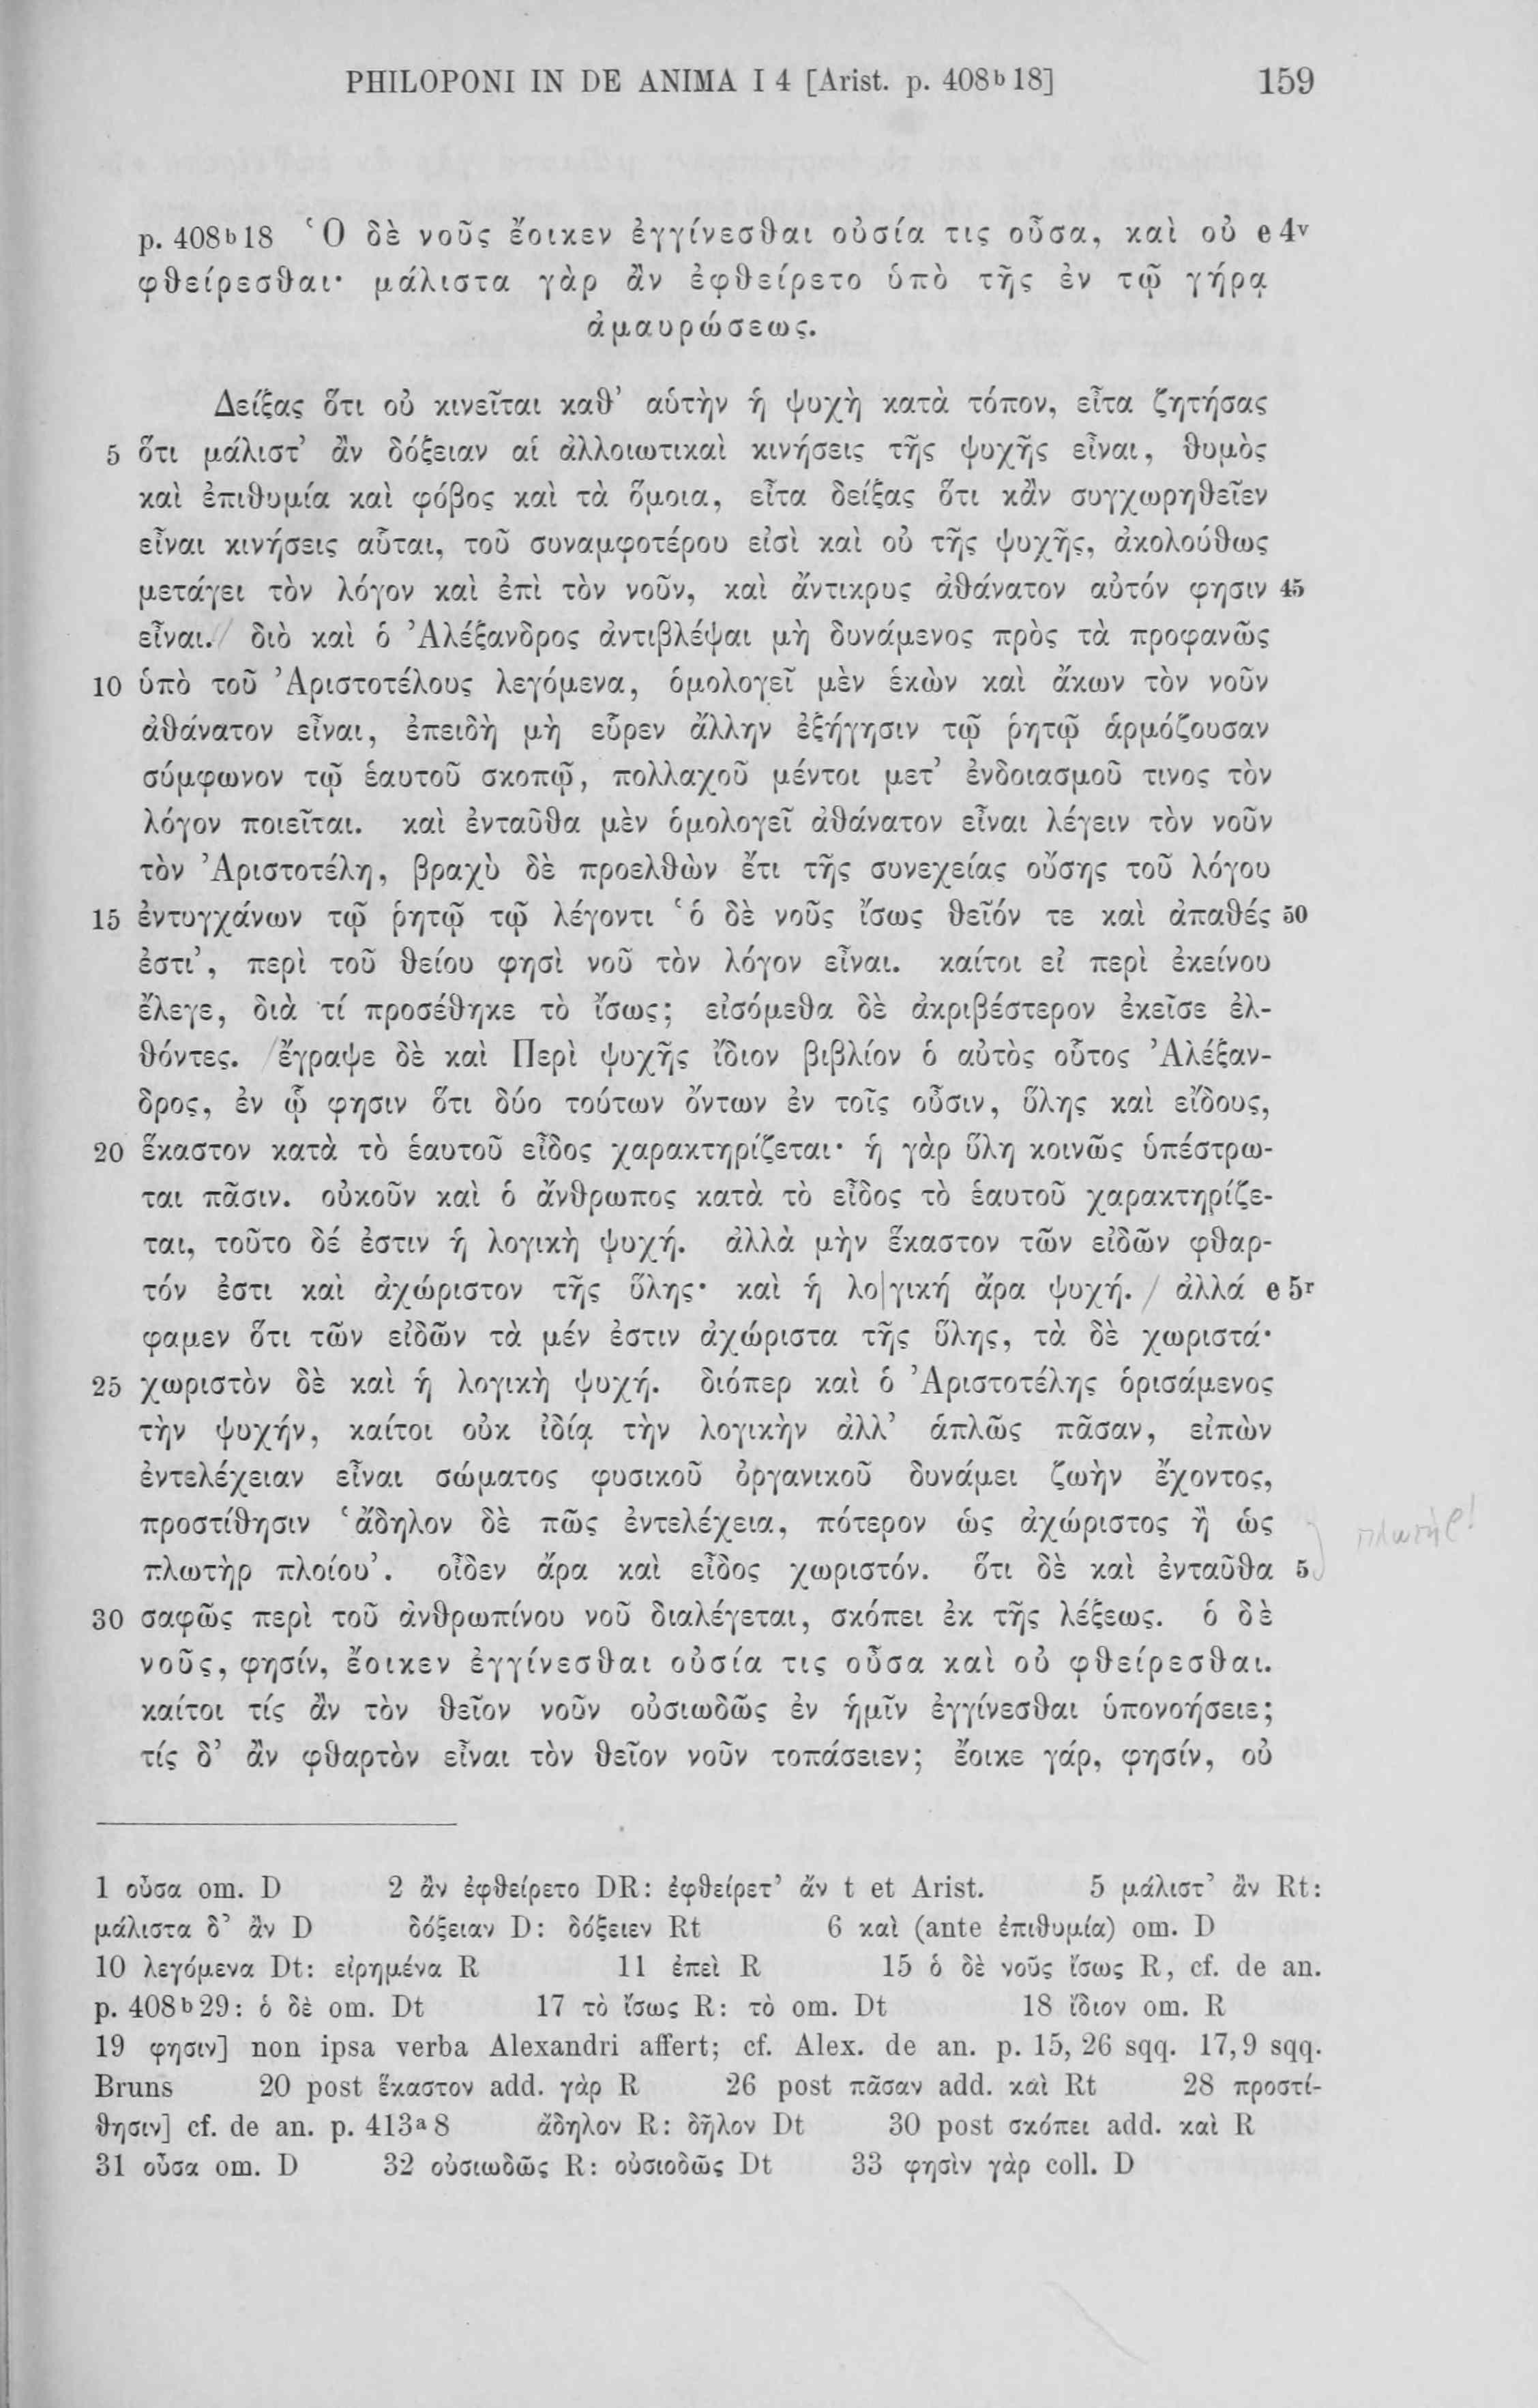 PHILOPONI IN DE ANIMA I 4 [Arist. p. 408ᵇ18] 159
p. 408ᵇ18 ‛Ο δὲ νοῦς ἔοικεν ἐγγίνεσθαι οὐσία τις οὖσα, καὶ οὐ e 4ᵛ
φθείρεσθαι· μάλιστα γὰρ ἂν ἐφθείρετο ὑπὸ τῆς ἐν τῷ γήρᾳ
ἀμαυρώσεως.
Δείξας ὅτι οὐ κινεῖται καθ’ αὑτὴν ἡ ψυχὴ κατὰ τόπον, εἶτα ζητήσας
5 ὅτι μάλιστ’ ἂν δόξειαν αἱ ἀλλοιωτικαὶ κινήσεις τῆς ψυχῆς εἶναι, θυμὸς
καὶ ἐπιθυμία καὶ φόβος καὶ τὰ ὅμοια, εἶτα δείξας ὅτι κἂν συγχωρηθεῖεν
εἶναι κινήσεις αὗται, τοῦ συναμφοτέρου εἰσὶ καὶ οὐ τῆς ψυχῆς, ἀκολούθως
μετάγει τὸν λόγον καὶ ἐπὶ τὸν νοῦν, καὶ ἄντικρυς ἀθάνατον αὐτόν φησιν 45
εἶναι. / διὸ καὶ ὁ ’Αλέξανδρος ἀντιβλέψαι μὴ δυνάμενος πρὸς τὰ προφανῶς
10 ὑπὸ τοῦ ’Αριστοτέλους λεγόμενα, ὁμολογεῖ μὲν ἑκὼν καὶ ἄκων τὸν νοῦν
ἀθάνατον εἶναι, ἐπειδὴ μὴ εὗρεν ἄλλην ἐξήγησιν τῷ ῥητῷ ἁρμόζουσαν
σύμφωνον τῷ ἑαυτοῦ σκοπῷ, πολλαχοῦ μέντοι μετ’ ἐνδοιασμοῦ τινος τὸν
λόγον ποιεῖται. καὶ ἐνταῦθα μὲν ὁμολογεῖ ἀθάνατον εἶναι λέγειν τὸν νοῦν
τὸν ’Αριστοτέλη, βραχὺ δὲ προελθὼν ἔτι τῆς συνεχείας οὔσης τοῦ λόγου
15 ἐντυγχάνων τῷ ῥητῷ τῷ λέγοντι ‛ὁ δὲ νοῦς ἴσως θεῖόν τε καὶ ἀπαθές 50
ἐστι’, περὶ τοῦ θείου φησὶ νοῦ τὸν λόγον εἶναι. καίτοι εἰ περὶ ἐκείνου
ἔλεγε, διὰ τί προσέθηκε τὸ ἴσως; εἰσόμεθα δὲ ἀκριβέστερον ἐκεῖσε ἐλ-
θόντες. /ἔγραψε δὲ καὶ Περὶ ψυχῆς ἴδιον βιβλίον ὁ αὐτὸς οὗτος ’Αλέξαν-
δρος, ἐν ᾧ φησιν ὅτι δύο τούτων ὄντων ἐν τοῖς οὖσιν, ὕλης καὶ εἴδους,
20 ἕκαστον κατὰ τὸ ἑαυτοῦ εἶδος χαρακτηρίζεται· ἡ γὰρ ὕλη κοινῶς ὑπέστρω-
ται πᾶσιν. οὐκοῦν καὶ ὁ ἄνθρωπος κατὰ τὸ εἶδος τὸ ἑαυτοῦ χαρακτηρίζε-
ται, τοῦτο δέ ἐστιν ἡ λογικὴ ψυχή. ἀλλὰ μὴν ἕκαστον τῶν εἰδῶν φθαρ-
τόν ἐστι καὶ ἀχώριστον τῆς ὕλης· καὶ ἡ λο|γική ἄρα ψυχή. / ἀλλά e 5ʳ
φαμεν ὅτι τῶν εἰδῶν τὰ μέν ἐστιν ἀχώριστα τῆς ὕλης, τὰ δὲ χωριστά·
25 χωριστὸν δὲ καὶ ἡ λογικὴ ψυχή. διόπερ καὶ ὁ ’Αριστοτέλης ὁρισάμενος
τὴν ψυχήν, καίτοι οὐκ ἰδίᾳ τὴν λογικὴν ἀλλ’ ἁπλῶς πᾶσαν, εἰπὼν
ἐντελέχειαν εἶναι σώματος φυσικοῦ ὀργανικοῦ δυνάμει ζωὴν ἔχοντος,
προστίθησιν ‛ἄδηλον δὲ πῶς ἐντελέχεια, πότερον ὡς ἀχώριστος ἢ ὡς
πλωτήρ!
πλωτὴρ πλοίου’. οἶδεν ἄρα καὶ εἶδος χωριστόν. ὅτι δὲ καὶ ἐνταῦθα 5
30 σαφῶς περὶ τοῦ ἀνθρωπίνου νοῦ διαλέγεται, σκόπει ἐκ τῆς λέξεως. ὁ δὲ
νοῦς, φησίν, ἔοικεν ἐγγίνεσθαι οὐσία τις οὖσα καὶ οὐ φθείρεσθαι.
καίτοι τίς ἂν τὸν θεῖον νοῦν οὐσιωδῶς ἐν ἡμῖν ἐγγίνεσθαι ὑπονοήσειε;
τίς δ’ ἂν φθαρτὸν εἶναι τὸν θεῖον νοῦν τοπάσειεν; ἔοικε γάρ, φησίν, οὐ
1 οὖσα om. D 2 ἂν ἐφθείρετο DR: ἐφθείρετ’ ἄν t et Arist. 5 μάλιστ’ ἂν Rt:
μάλιστα δ’ ἂν D δόξειαν D: δόξειεν Rt 6 καὶ (ante ἐπιθυμία) om. D
10 λεγόμενα Dt: εἰρημένα R 11 ἐπεὶ R 15 ὁ δὲ νοῦς ἴσως R, cf. de an.
p. 408ᵇ29: ὁ δὲ om. Dt 17 τὸ ἴσως R: τὸ om. Dt 18 ἴδιον om. R
19 φησιν] non ipsa verba Alexandri affert; cf. Alex. de an. p. 15, 26 sqq. 17,9 sqq.
Bruns 20 post ἕκαστον add. γὰρ R 26 post πᾶσαν add. καὶ Rt 28 προστί-
θησιν] cf. de an. p. 413ᵃ8 ἄδηλον R: δῆλον Dt 30 post σκόπει add. καὶ R
31 οὖσα om. D 32 οὐσιωδῶς R: οὐσιοδῶς Dt 33 φησὶν γὰρ coll. D